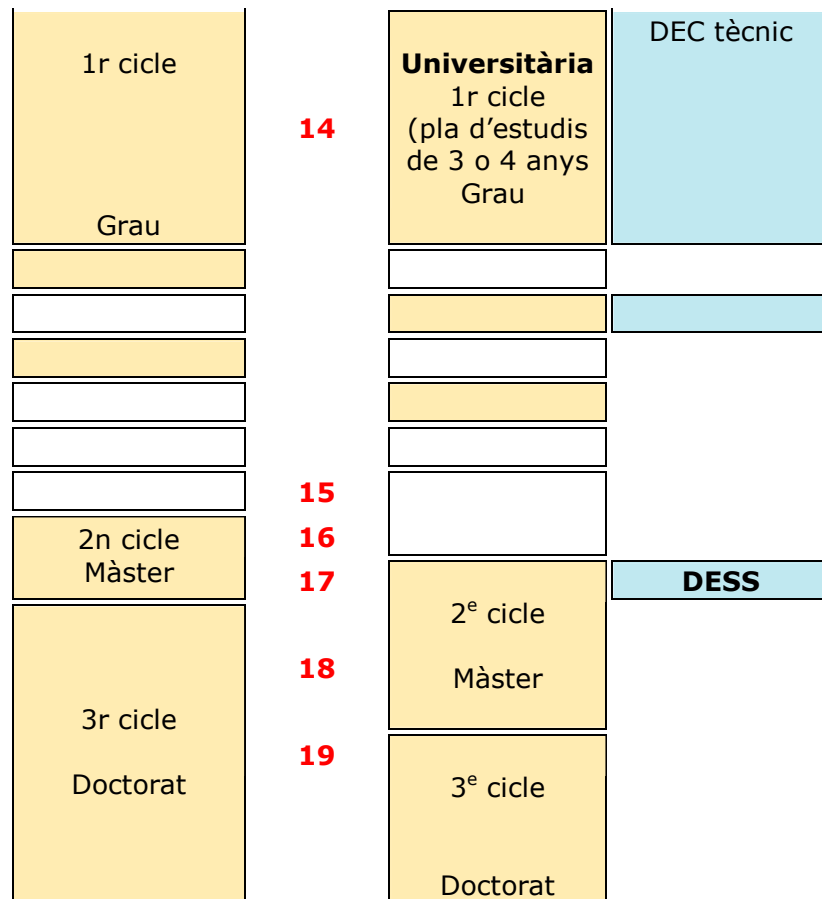 1r cicle
Grau
14
Universitària
1r cicle
(pla d’estudis
de 3 o 4 anys
Grau
DEC tècnic
15
2n cicle
Màster
16
17
DESS
2e cicle
Màster
18
3r cicle
Doctorat
19
3e cicle
Doctorat